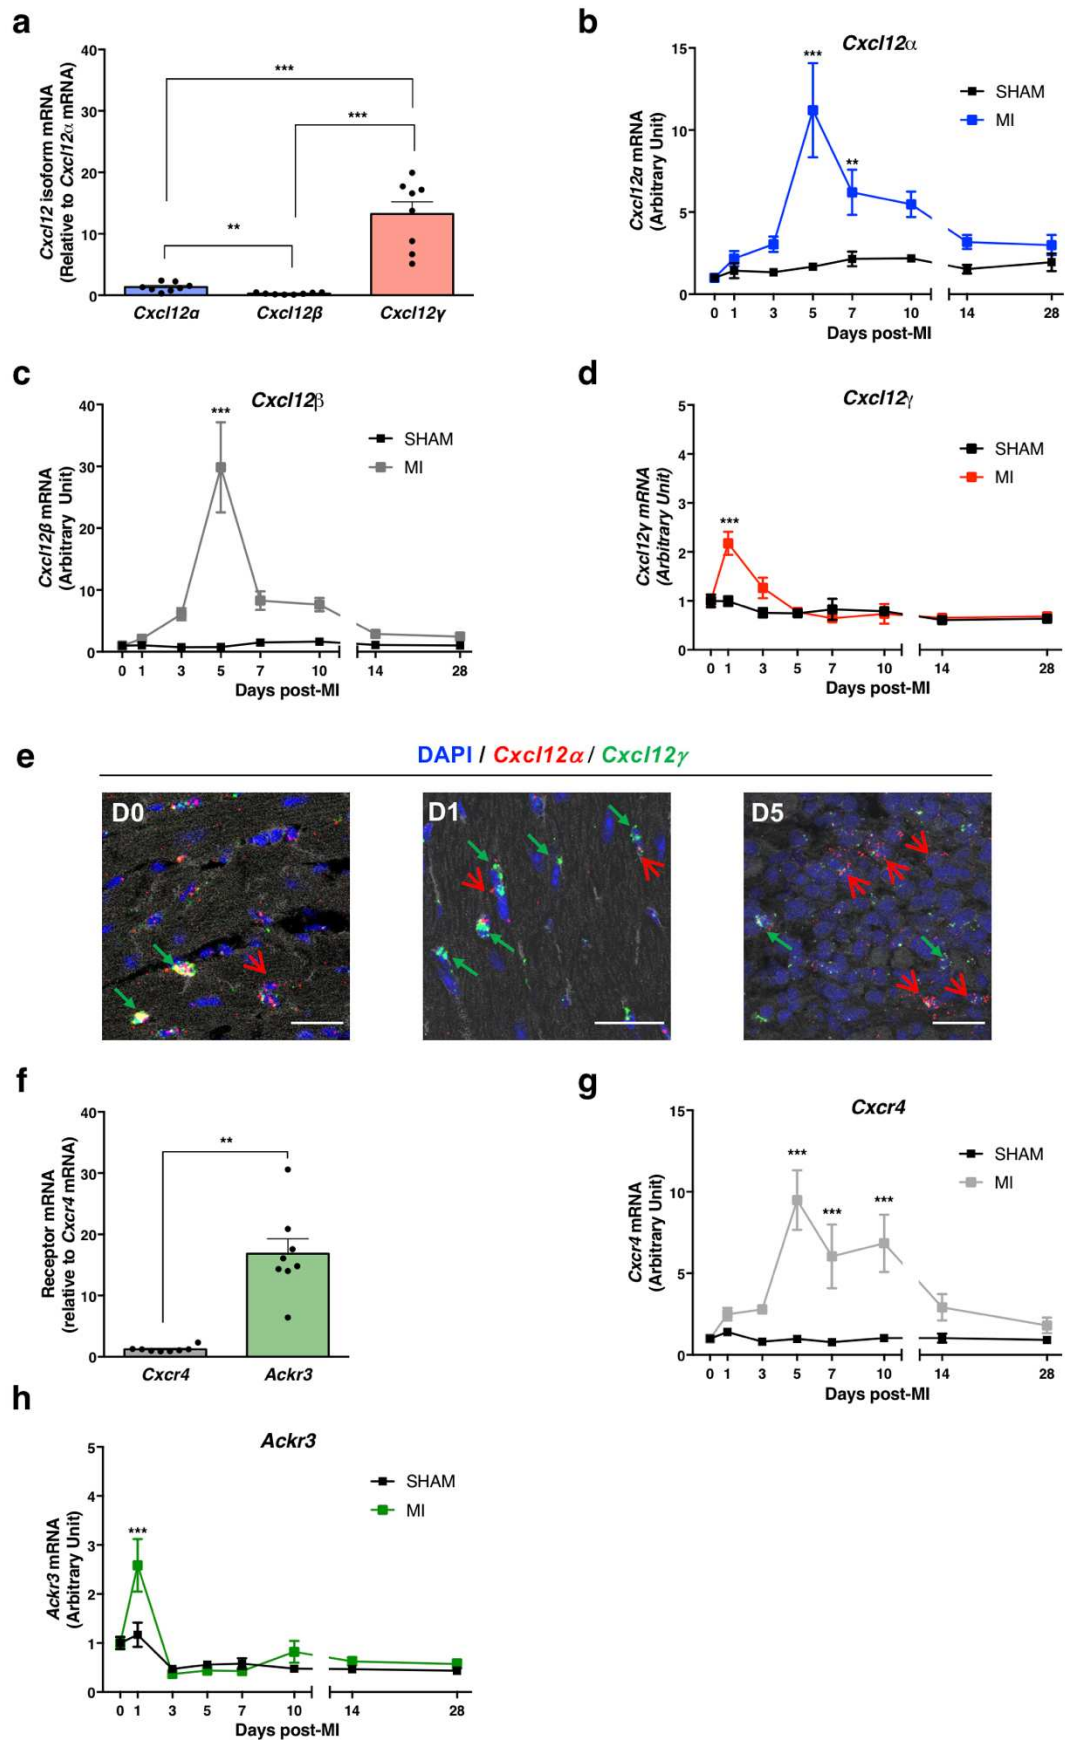 a
40
30
20
10
0
Cxcl12 isoform mRNA
(Relative to Cxcl12α mRNA)
***
***
**
Cxcl12α
Cxcl12β
Cxcl12γ
b
Cxcl12α
15
10
5
0
Cxcl12α mRNA
(Arbitrary Unit)
***
**
SHAM
MI
0 1 3 5 7 10 14 28
Days post-MI
c
Cxcl12β
40
30
20
10
0
Cxcl12β mRNA
(Arbitrary Unit)
***
SHAM
MI
0 1 3 5 7 10 14 28
Days post-MI
d
Cxcl12γ
5
4
3
2
1
0
Cxcl12γ mRNA
(Arbitrary Unit)
***
SHAM
MI
0 1 3 5 7 10 14 28
Days post-MI
e
DAPI / Cxcl12α / Cxcl12γ
D0
D1
D5
f
40
30
20
10
0
Receptor mRNA
(relative to Cxcr4 mRNA)
**
Cxcr4
Ackr3
g
Cxcr4
15
10
5
0
Cxcr4 mRNA
(Arbitrary Unit)
***
***
***
SHAM
MI
0 1 3 5 7 10 14 28
Days post-MI
h
Ackr3
5
4
3
2
1
0
Ackr3 mRNA
(Arbitrary Unit)
***
SHAM
MI
0 1 3 5 7 10 14 28
Days post-MI